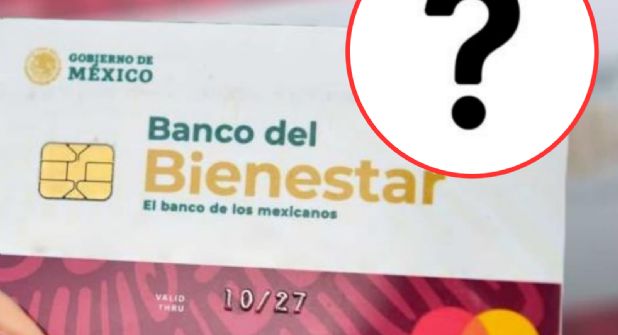 GOBIERNO DE
MÉXICO
?
Banco del
Bienestar
El banco de los mexicanos
VALID
THRU
10/27